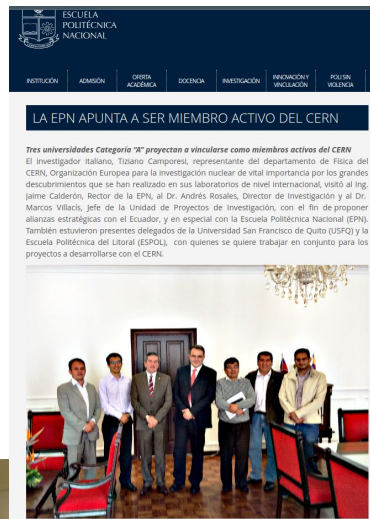 ESCUELA
POLITÉCNICA
NACIONAL
INSTITUCIÓN
ADMISIÓN
OFERTA
ACADÉMICA
DOCENCIA
INVESTIGACIÓN
INNOVACIÓN Y
VINCULACIÓN
POLI SIN
VIOLENCIA
LA EPN APUNTA A SER MIEMBRO ACTIVO DEL CERN
Tres universidades Categoría "A" proyectan a vincularse como miembros activos del CERN
El investigador italiano, Tiziano Camporesi, representante del departamento de Física del
CERN, Organización Europea para la investigación nuclear de vital importancia por los grandes
descubrimientos que se han realizado en sus laboratorios de nivel internacional, visitó al Ing.
Jaime Calderón, Rector de la EPN, al Dr. Andrés Rosales, Director de Investigación y al Dr.
Marcos Villacís, Jefe de la Unidad de Proyectos de Investigación, con el fin de proponer
alianzas estratégicas con el Ecuador, y en especial con la Escuela Politécnica Nacional (EPN).
También estuvieron presentes delegados de la Universidad San Francisco de Quito (USFQ) y la
Escuela Politécnica del Litoral (ESPOL), con quienes se quiere trabajar en conjunto para los
proyectos a desarrollarse con el CERN.